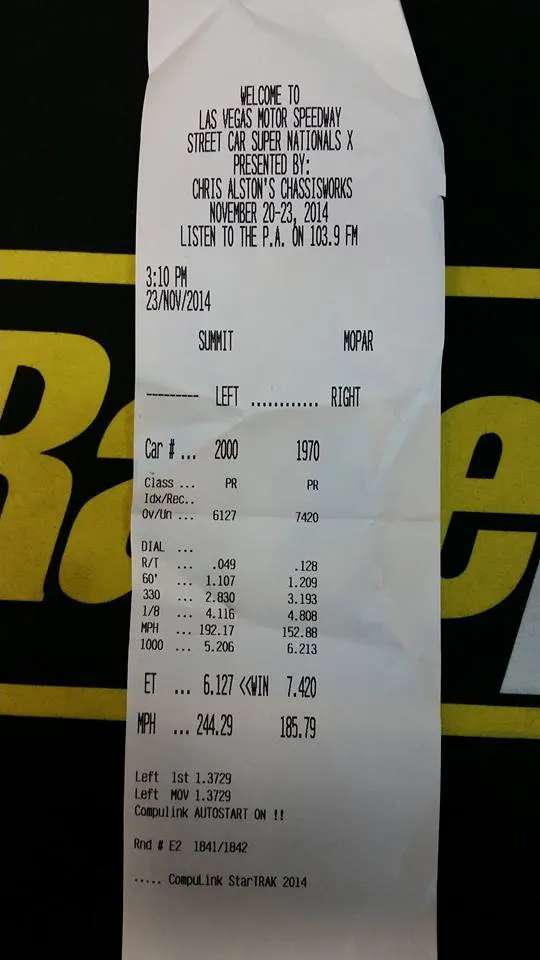 WELCOME TO
LAS VEGAS MOTOR SPEEDWAY
STREET CAR SUPER NATIONALS X
PRESENTED BY:
CHRIS ALSTON'S CHASSISWORKS
NOVEMBER 20-23, 2014
LISTEN TO THE P.A. ON 103.9 FM
3:10 PM
23/NOV/2014
SUMMIT MOPAR
--------- LEFT ............ RIGHT
Car # ... 2000 1970
Class ... PR PR
Idx/Rec..
Ov/Un ... 6127 7420
DIAL ...
R/T ... .049 .128
60' ... 1.107 1.209
330 ... 2.830 3.193
1/8 ... 4.116 4.808
MPH ... 192.17 152.88
1000 ... 5.206 6.213
ET ... 6.127 <<WIN 7.420
MPH ... 244.29 185.79
Left 1st 1.3729
Left MOV 1.3729
Compulink AUTOSTART ON !!
Rnd # E2 1841/1842
..... CompuLink StarTRAK 2014